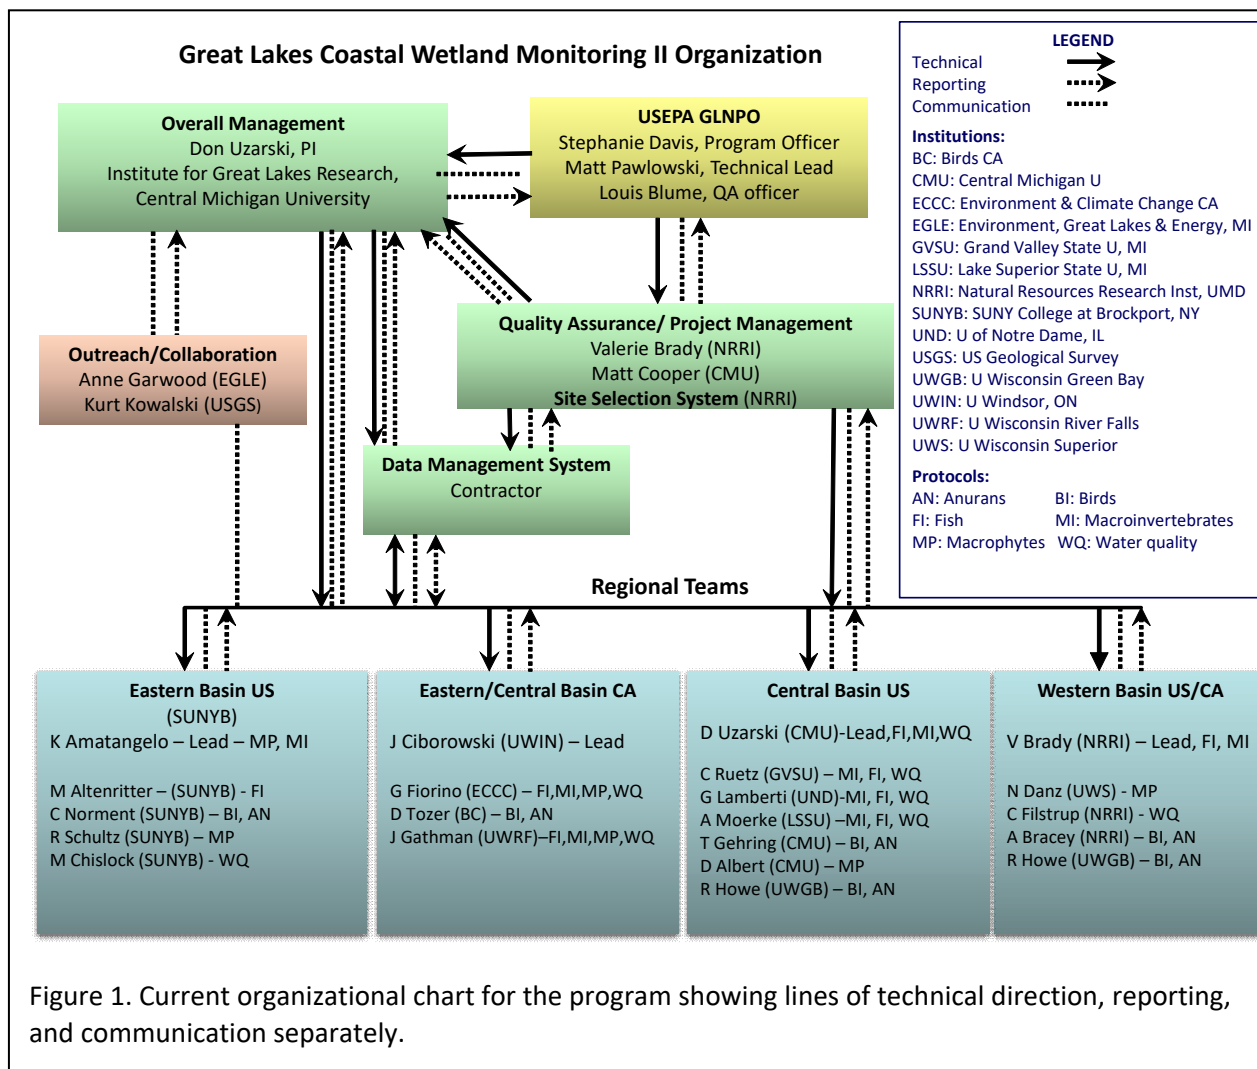 Great Lakes Coastal Wetland Monitoring II Organization
Overall Management
Don Uzarski, PI
Institute for Great Lakes Research,
Central Michigan University
USEPA GLNPO
Stephanie Davis, Program Officer
Matt Pawlowski, Technical Lead
Louis Blume, QA officer
LEGEND
Technical
Reporting
Communication
Institutions:
BC: Birds CA
CMU: Central Michigan U
ECCC: Environment & Climate Change CA
EGLE: Environment, Great Lakes & Energy, MI
GVSU: Grand Valley State U, MI
LSSU: Lake Superior State U, MI
NRRI: Natural Resources Research Inst, UMD
SUNYB: SUNY College at Brockport, NY
UND: U of Notre Dame, IL
USGS: US Geological Survey
UWGB: U Wisconsin Green Bay
UWIN: U Windsor, ON
UWRF: U Wisconsin River Falls
UWS: U Wisconsin Superior
Protocols:
AN: Anurans BI: Birds
FI: Fish MI: Macroinvertebrates
MP: Macrophytes WQ: Water quality
Outreach/Collaboration
Anne Garwood (EGLE)
Kurt Kowalski (USGS)
Quality Assurance/ Project Management
Valerie Brady (NRRI)
Matt Cooper (CMU)
Site Selection System (NRRI)
Data Management System
Contractor
Regional Teams
Eastern Basin US
(SUNYB)
K Amatangelo – Lead – MP, MI
M Altenritter – (SUNYB) - FI
C Norment (SUNYB) – BI, AN
R Schultz (SUNYB) – MP
M Chislock (SUNYB) - WQ
Eastern/Central Basin CA
J Ciborowski (UWIN) – Lead
G Fiorino (ECCC) – FI,MI,MP,WQ
D Tozer (BC) – BI, AN
J Gathman (UWRF)–FI,MI,MP,WQ
Central Basin US
D Uzarski (CMU)-Lead,FI,MI,WQ
C Ruetz (GVSU) – MI, FI, WQ
G Lamberti (UND)-MI, FI, WQ
A Moerke (LSSU)–MI, FI, WQ
T Gehring (CMU) – BI, AN
D Albert (CMU) – MP
R Howe (UWGB) – BI, AN
Western Basin US/CA
V Brady (NRRI) – Lead, FI, MI
N Danz (UWS) - MP
C Filstrup (NRRI) - WQ
A Bracey (NRRI) – BI, AN
R Howe (UWGB) – BI, AN
Figure 1. Current organizational chart for the program showing lines of technical direction, reporting,
and communication separately.